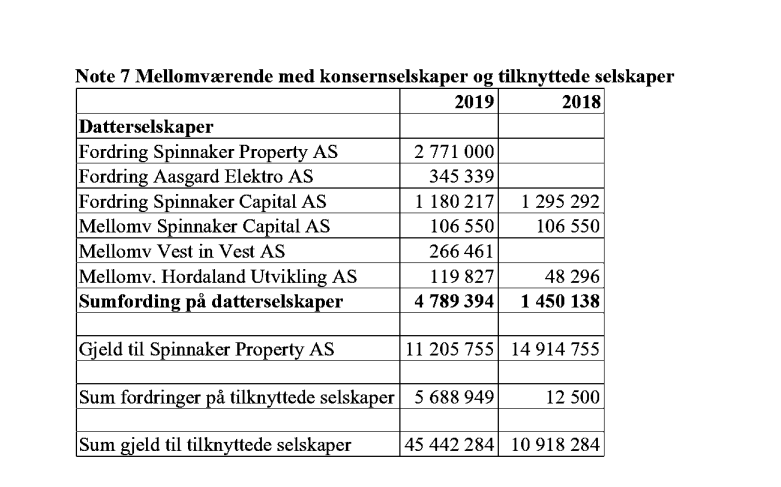 Note 7 Mellomværende med konsernselskaper og tilknyttede selskaper
2019 2018
Datterselskaper
Fordring Spinnaker Property AS 2 771 000
Fordring Aasgard Elektro AS 345 339
Fordring Spinnaker Capital AS 1 180 217 1 295 292
Mellomv Spinnaker Capital AS 106 550 106 550
Mellomv Vest in Vest AS 266 461
Mellomv. Hordaland Utvikling AS 119 827 48 296
Sumfording på datterselskaper 4 789 394 1 450 138
Gjeld til Spinnaker Property AS 11 205 755 14 914 755
Sum fordringer på tilknyttede selskaper 5 688 949 12 500
Sum gjeld til tilknyttede selskaper 45 442 284 10 918 284